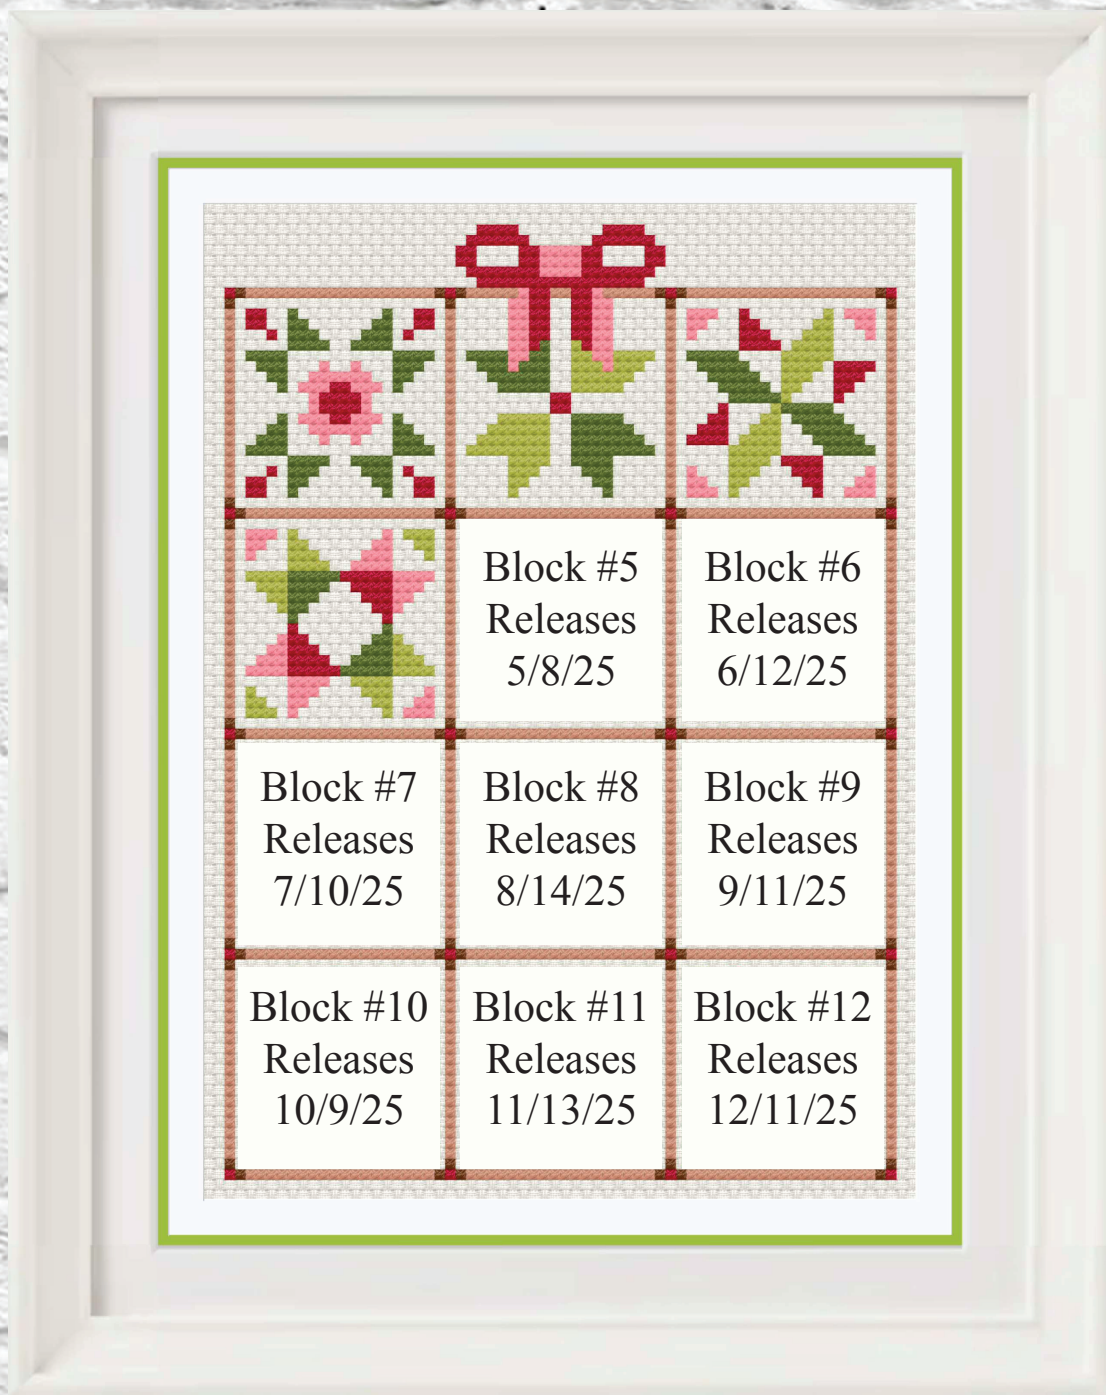 Block #5
Releases
5/8/25
Block #6
Releases
6/12/25
Block #7
Releases
7/10/25
Block #8
Releases
8/14/25
Block #9
Releases
9/11/25
Block #10
Releases
10/9/25
Block #11
Releases
11/13/25
Block #12
Releases
12/11/25